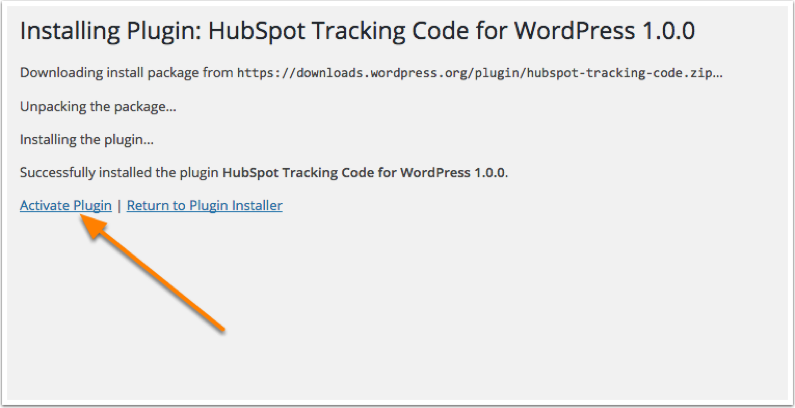 Installing Plugin: HubSpot Tracking Code for WordPress 1.0.0
Downloading install package from https://downloads.wordpress.org/plugin/hubspot-tracking-code.zip…
Unpacking the package…
Installing the plugin…
Successfully installed the plugin HubSpot Tracking Code for WordPress 1.0.0.
Activate Plugin | Return to Plugin Installer